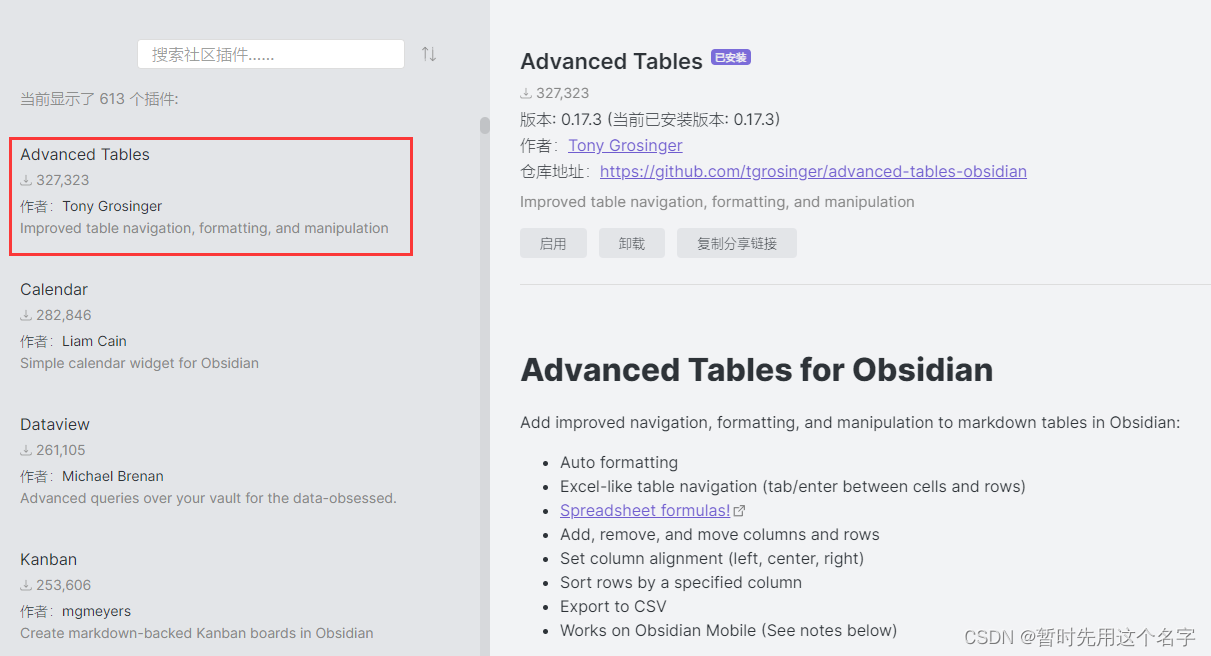 搜索社区插件......
当前显示了 613 个插件:
Advanced Tables
327,323
作者： Tony Grosinger
Improved table navigation, formatting, and manipulation
Calendar
282,846
作者： Liam Cain
Simple calendar widget for Obsidian
Dataview
261,105
作者： Michael Brenan
Advanced queries over your vault for the data-obsessed.
Kanban
253,606
作者： mgmeyers
Create markdown-backed Kanban boards in Obsidian
Advanced Tables 已安装
327,323
版本: 0.17.3 (当前已安装版本: 0.17.3)
作者： Tony Grosinger
仓库地址： https://github.com/tgrosinger/advanced-tables-obsidian
Improved table navigation, formatting, and manipulation
启用 卸载 复制分享链接
Advanced Tables for Obsidian
Add improved navigation, formatting, and manipulation to markdown tables in Obsidian:
• Auto formatting
• Excel-like table navigation (tab/enter between cells and rows)
• Spreadsheet formulas!
• Add, remove, and move columns and rows
• Set column alignment (left, center, right)
• Sort rows by a specified column
• Export to CSV
• Works on Obsidian Mobile (See notes below)
CSDN @暂时先用这个名字